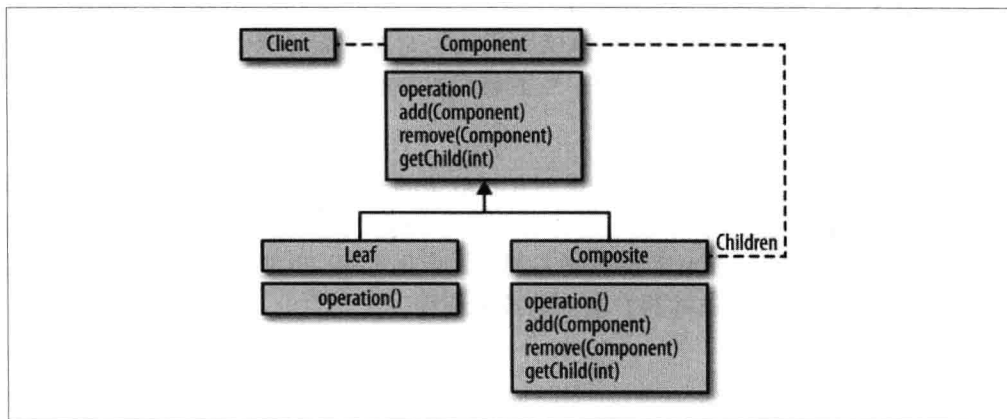 Client
Component
operation()
add(Component)
remove(Component)
getChild(int)
Leaf
operation()
Composite
Children
operation()
add(Component)
remove(Component)
getChild(int)